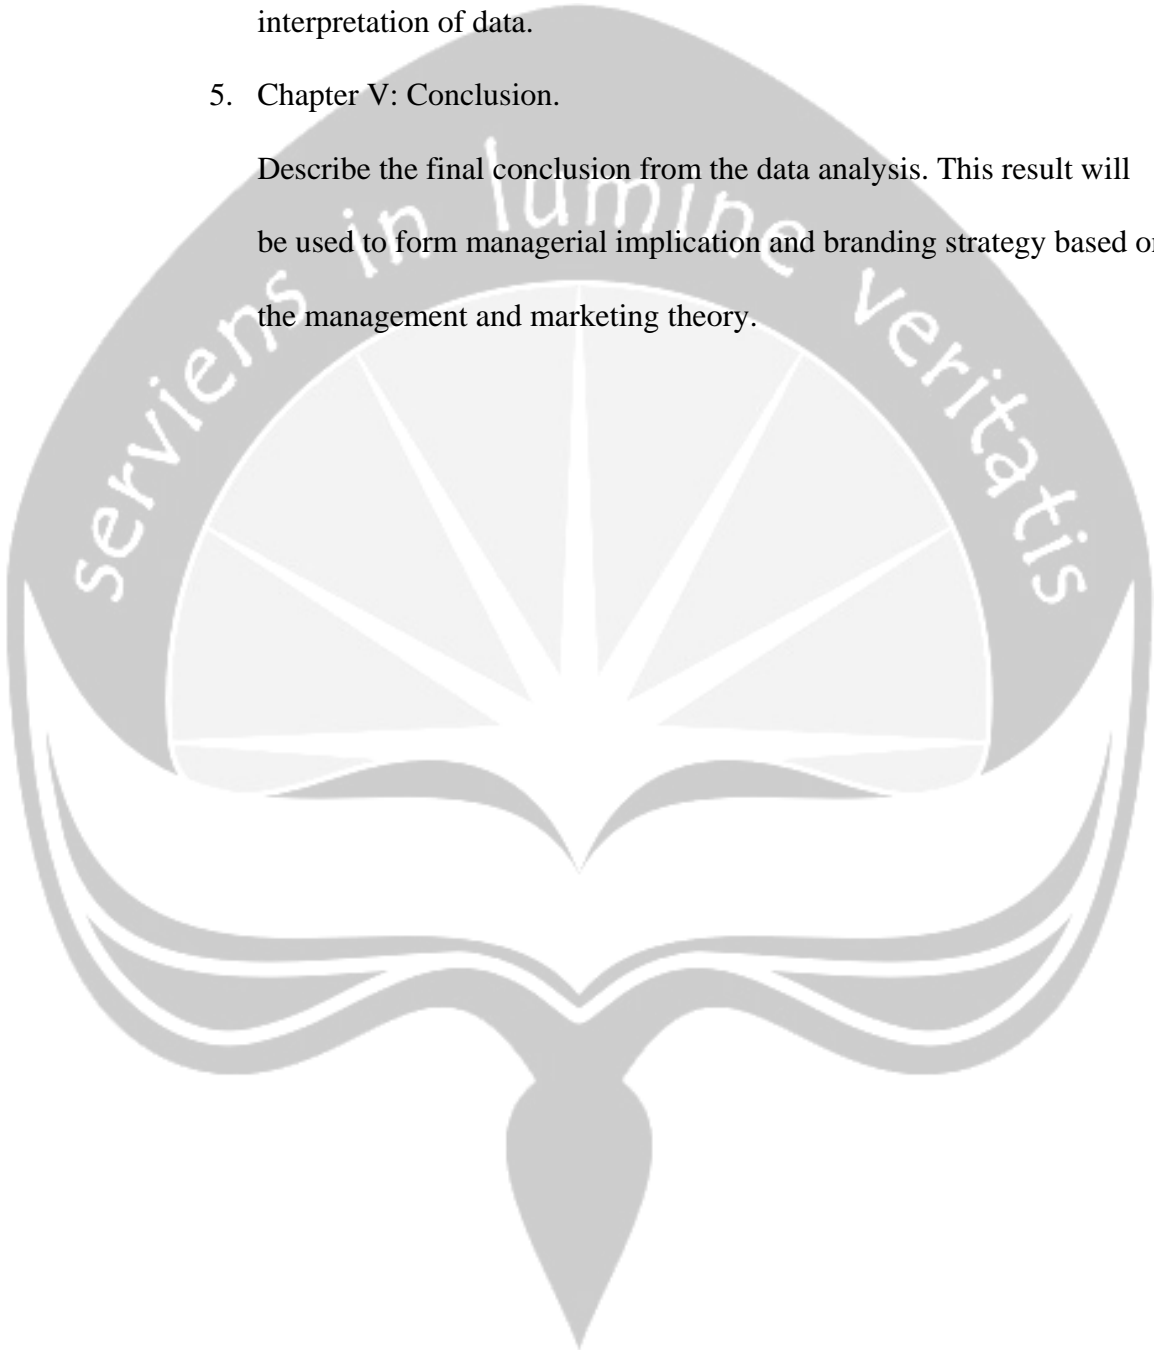 interpretation of data.
5. Chapter V: Conclusion.
Describe the final conclusion from the data analysis. This result will
be used to form managerial implication and branding strategy based on
the management and marketing theory.
serviens in lumine veritatis